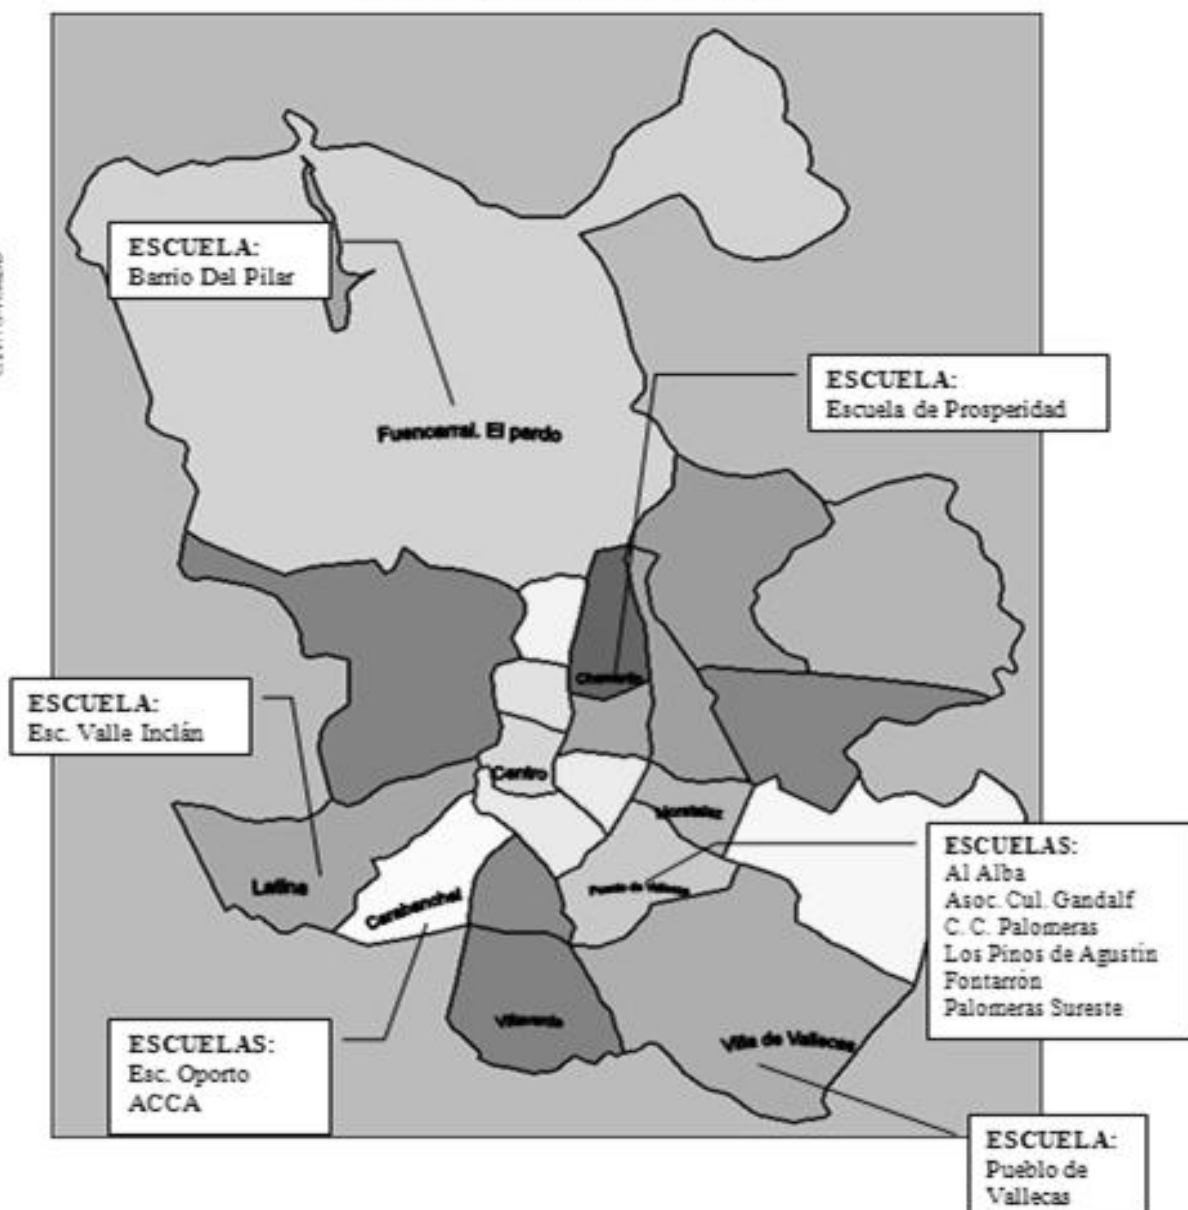 ESCUELA:
Barrio Del Pilar
ESCUELA:
Escuela de Prosperidad
Fuencarral. El pardo
ESCUELA:
Esc. Valle Inclán
Chamartín
Centro
Moratalaz
ESCUELAS:
Al Alba
Asoc. Cul. Gandalf
C. C. Palomeras
Los Pinos de Agustín
Fontarrón
Palomeras Sureste
Latina
Carabanchel
Puente de Vallecas
Villaverde
Villa de Vallecas
ESCUELAS:
Esc. Oporto
ACCA
ESCUELA:
Pueblo de
Vallecas